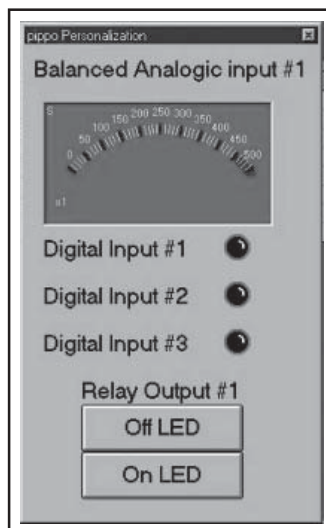 pippo Personalization
Balanced Analogic input #1
S
0 50 100 150 200 250 300 350 400 450 500
s1
Digital Input #1
Digital Input #2
Digital Input #3
Relay Output #1
Off LED
On LED